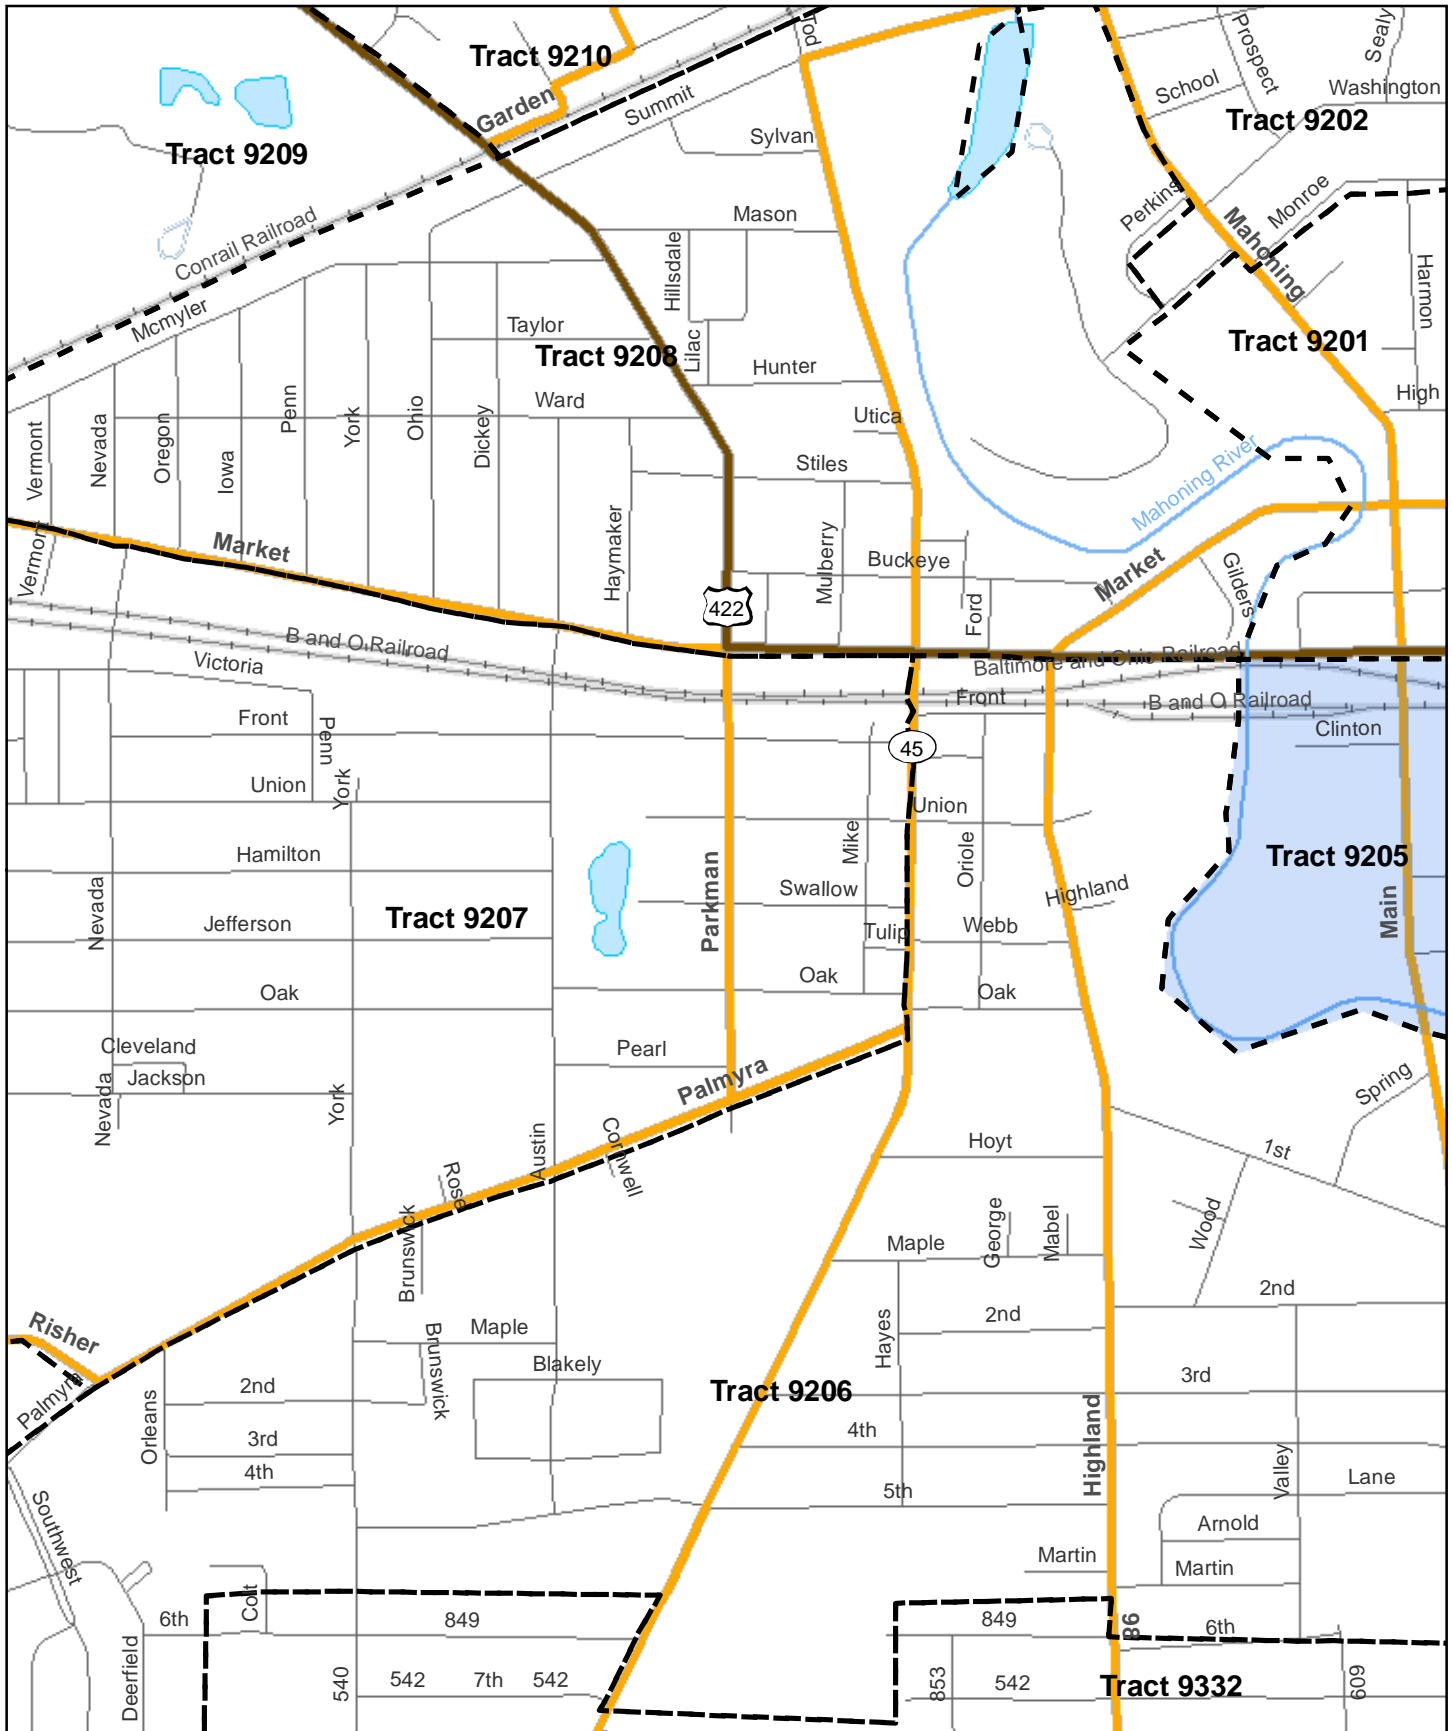 Tract 9210
Tod
Prospect
Sealy
Garden
Summit
School
Washington
Tract 9202
Sylvan
Tract 9209
Conrail Railroad
Mcmyler
Mason
Perkins
Monroe
Mahoning
Hillsdale
Harmon
Taylor
Tract 9208
Lilac
Hunter
Tract 9201
High
Vermont
Nevada
Oregon
Iowa
Penn
York
Ohio
Dickey
Ward
Utica
Stiles
Mahoning River
Market
Vermont
Haymaker
Mulberry
Buckeye
Ford
Market
Gilders
422
B and O Railroad
Victoria
Baltimore and Ohio Railroad
Front
B and O Railroad
Front
Penn
45
Clinton
Union
York
Union
Mike
Oriole
Hamilton
Tract 9205
Nevada
Swallow
Highland
Jefferson
Tract 9207
Parkman
Tulip
Webb
Main
Oak
Oak
Oak
Cleveland
Jackson
Nevada
York
Pearl
Palmyra
Spring
Austin
Cornwell
Hoyt
1st
Rose
Brunswick
George
Mabel
Wood
Maple
2nd
Risher
Palmyra
Maple
Brunswick
Blakely
Hayes
2nd
Tract 9206
3rd
2nd
Orleans
3rd
4th
4th
Highland
Valley
Lane
5th
Southwest
Arnold
Martin
Martin
Colt
6th
849
849
86
6th
Deerfield
540
542
7th
542
853
542
Tract 9332
609